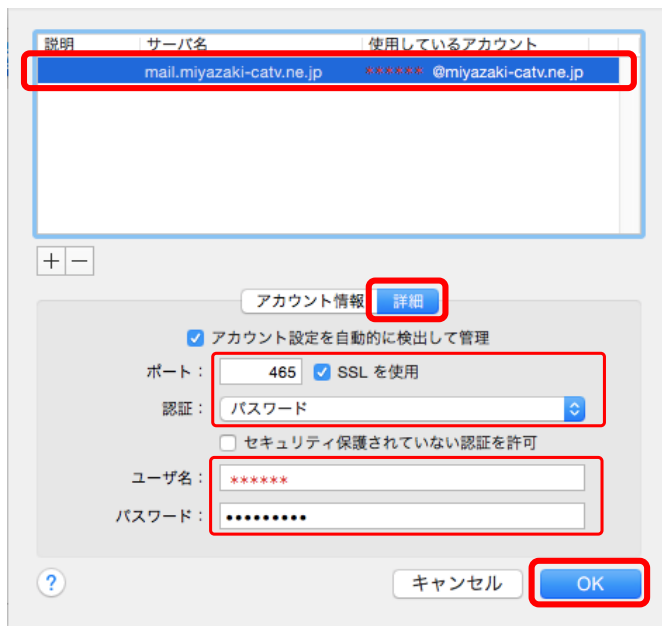 説明 サーバ名 使用しているアカウント
mail.miyazaki-catv.ne.jp ****** @miyazaki-catv.ne.jp
+ −
アカウント情報 詳細
アカウント設定を自動的に検出して管理
ポート： 465 SSL を使用
認証： パスワード
セキュリティ保護されていない認証を許可
ユーザ名： ******
パスワード： •••••••••
? キャンセル OK